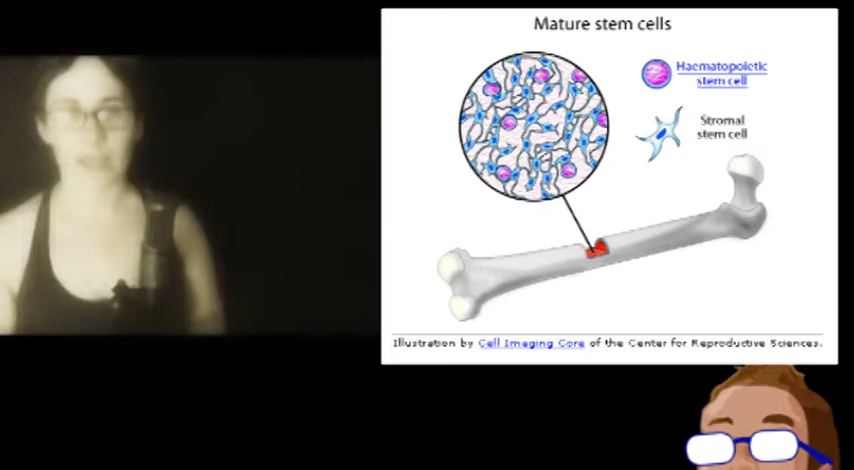 Mature stem cells
Haematopoietic
stem cell
Stromal
stem cell
Illustration by Cell Imaging Core of the Center for Reproductive Sciences.